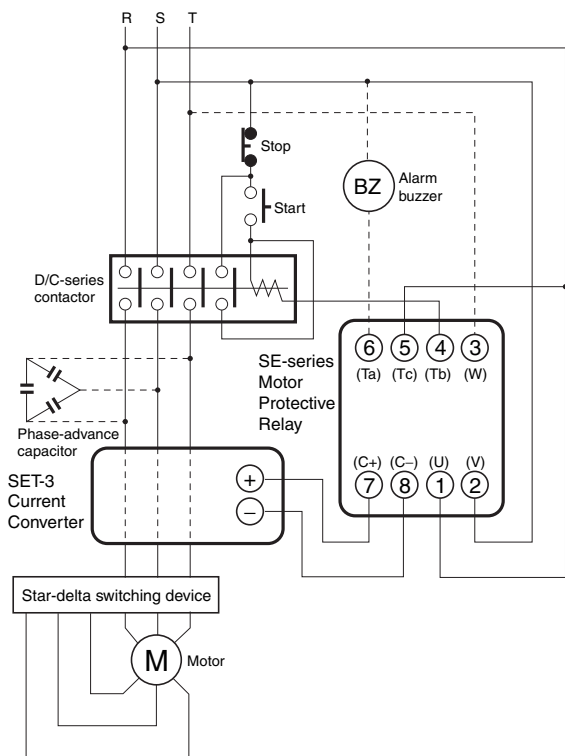 R S T
Stop
BZ
Alarm
buzzer
Start
D/C-series
contactor
SE-series
Motor
Protective
Relay
6 5 4 3
(Ta) (Tc) (Tb) (W)
Phase-advance
capacitor
(C+) (C−) (U) (V)
7 8 1 2
SET-3
Current
Converter
+
−
Star-delta switching device
M
Motor